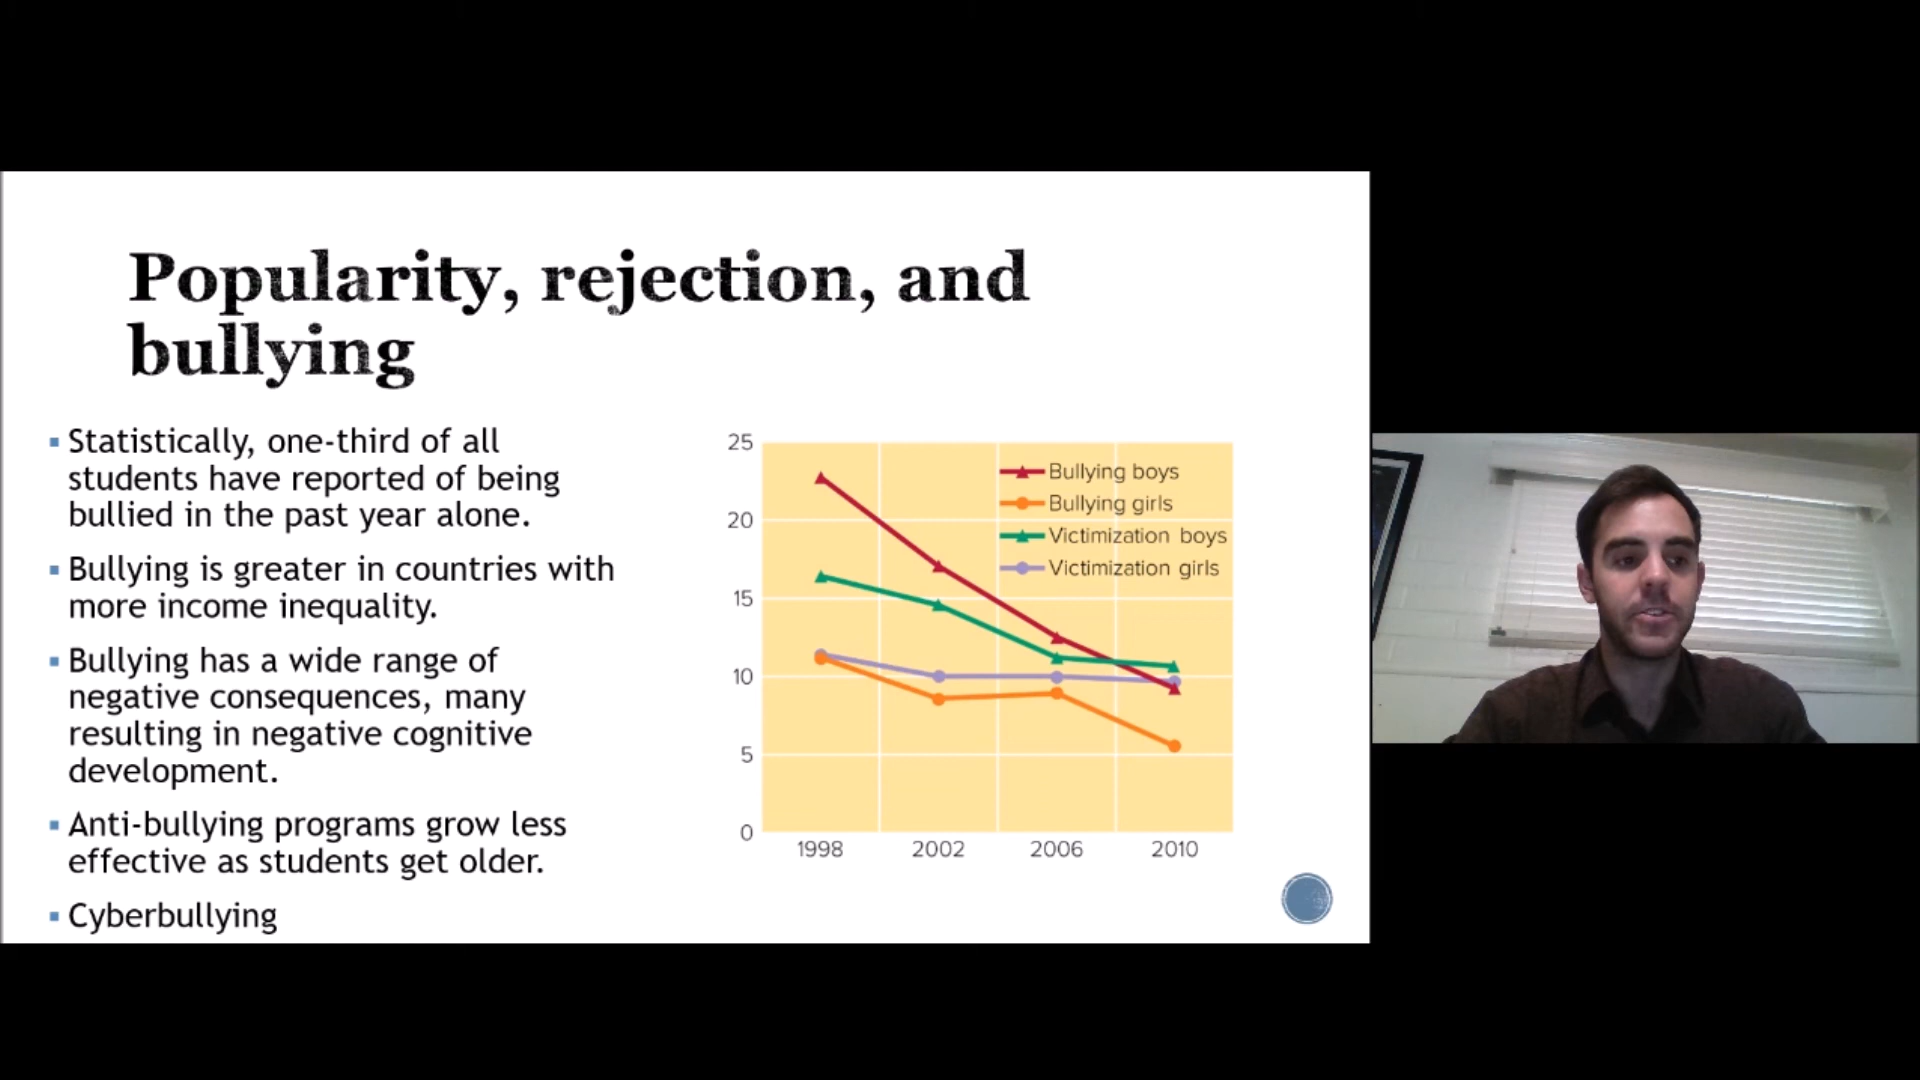 Popularity, rejection, and
bullying
Statistically, one-third of all
students have reported of being
bullied in the past year alone.
Bullying is greater in countries with
more income inequality.
Bullying has a wide range of
negative consequences, many
resulting in negative cognitive
development.
Anti-bullying programs grow less
effective as students get older.
Cyberbullying
25
20
15
10
5
0
Bullying boys
Bullying girls
Victimization boys
Victimization girls
1998 2002 2006 2010